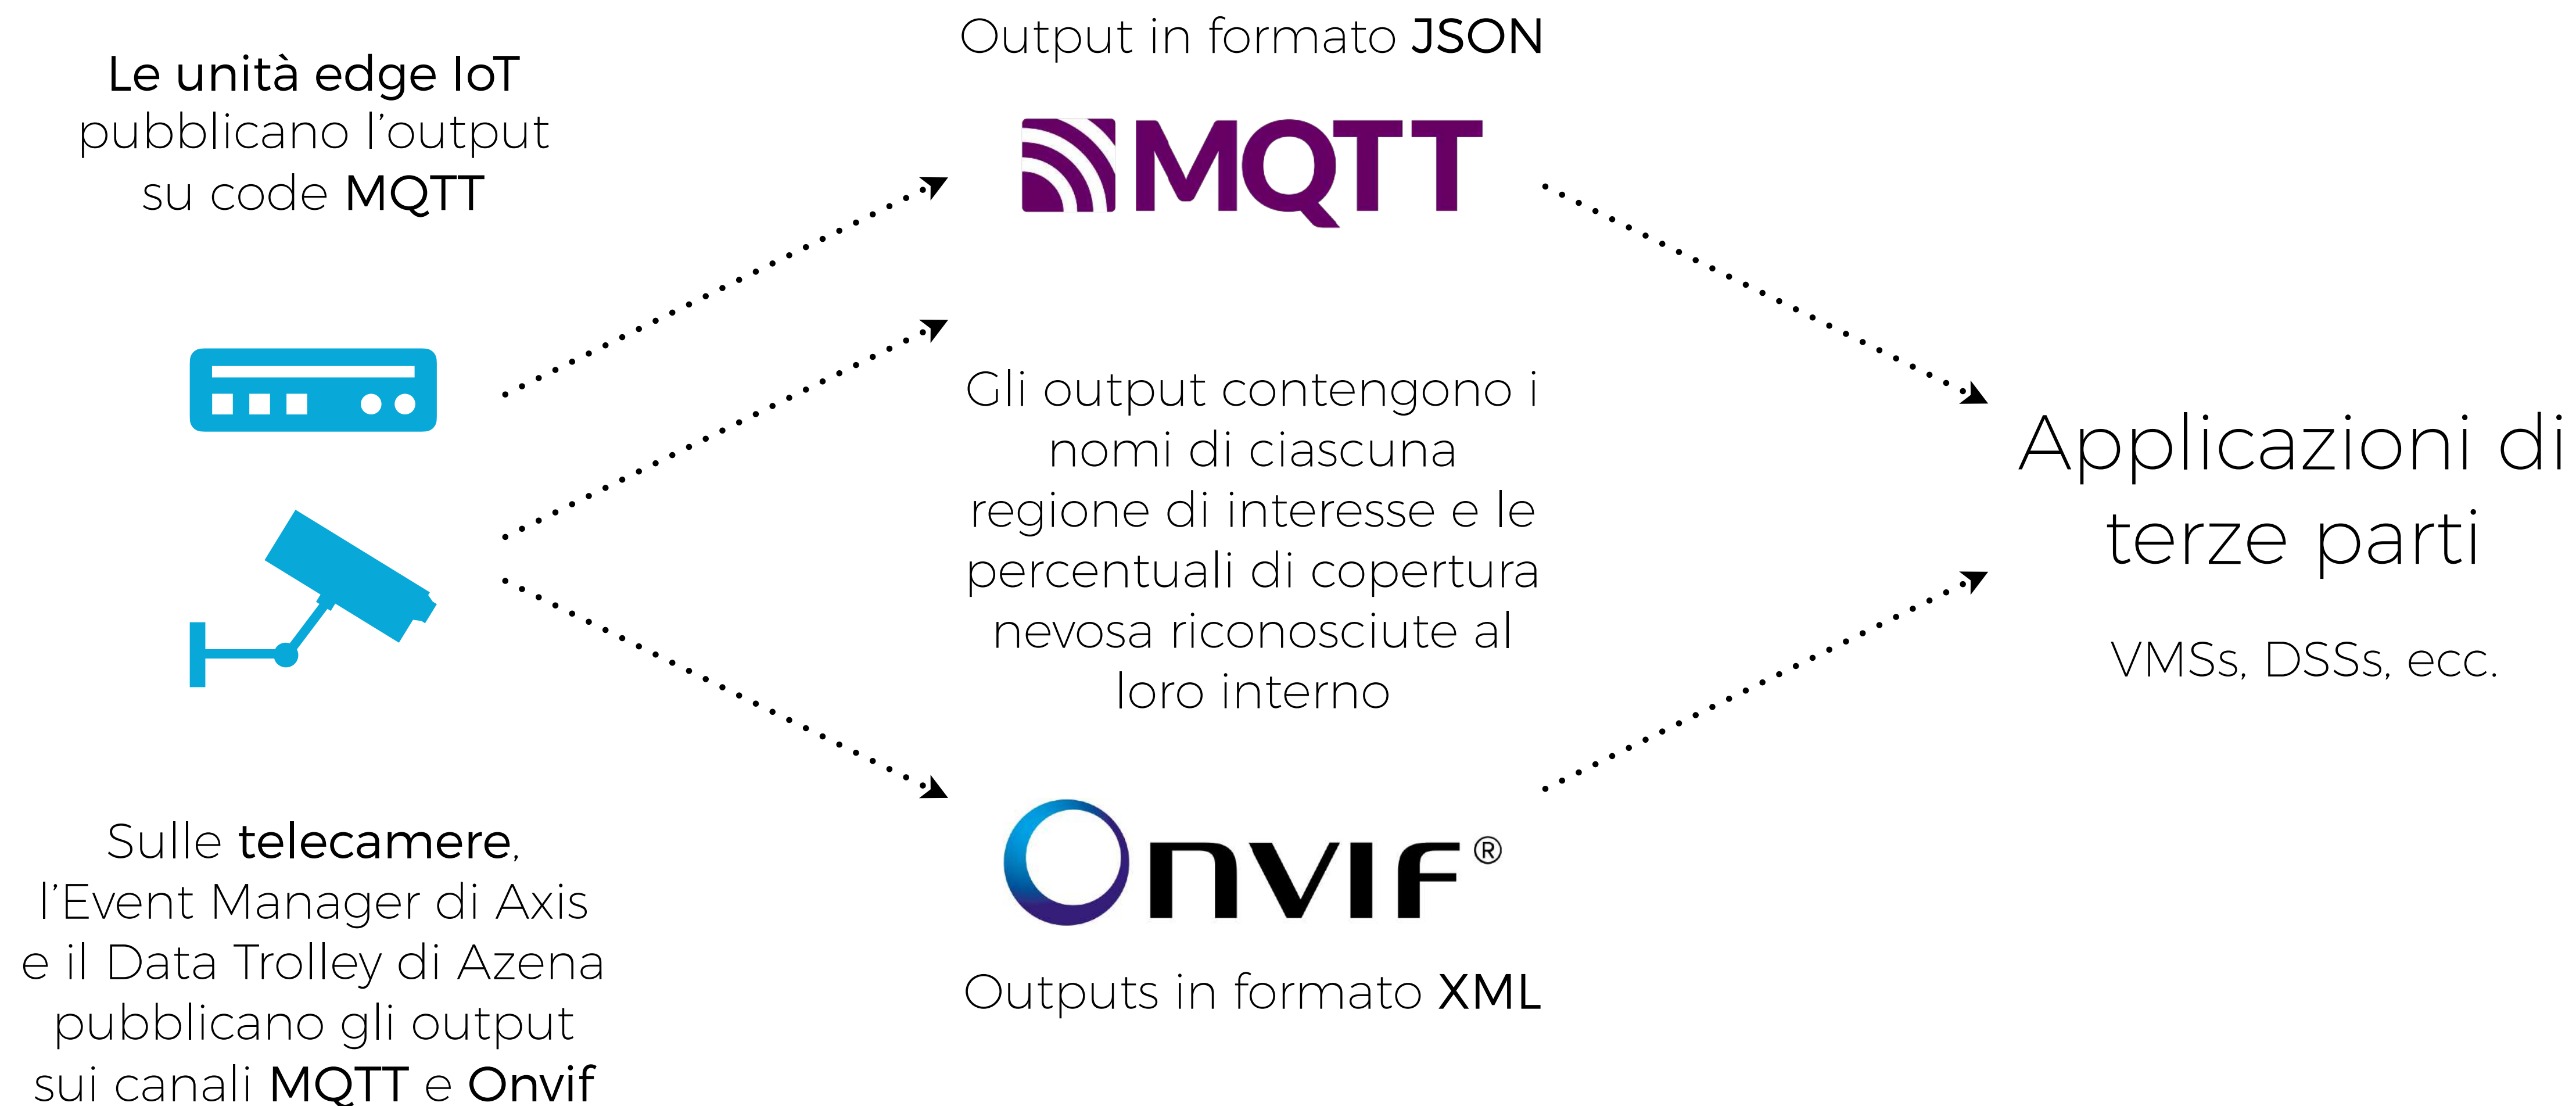 Le unità edge IoT
pubblicano l'output
su code MQTT
Output in formato JSON
MQTT
Gli output contengono i
nomi di ciascuna
regione di interesse e le
percentuali di copertura
nevosa riconosciute al
loro interno
Applicazioni di
terze parti
VMSs, DSSs, ecc.
Sulle telecamere,
l'Event Manager di Axis
e il Data Trolley di Azena
pubblicano gli output
sui canali MQTT e Onvif
ONVIF®
Outputs in formato XML